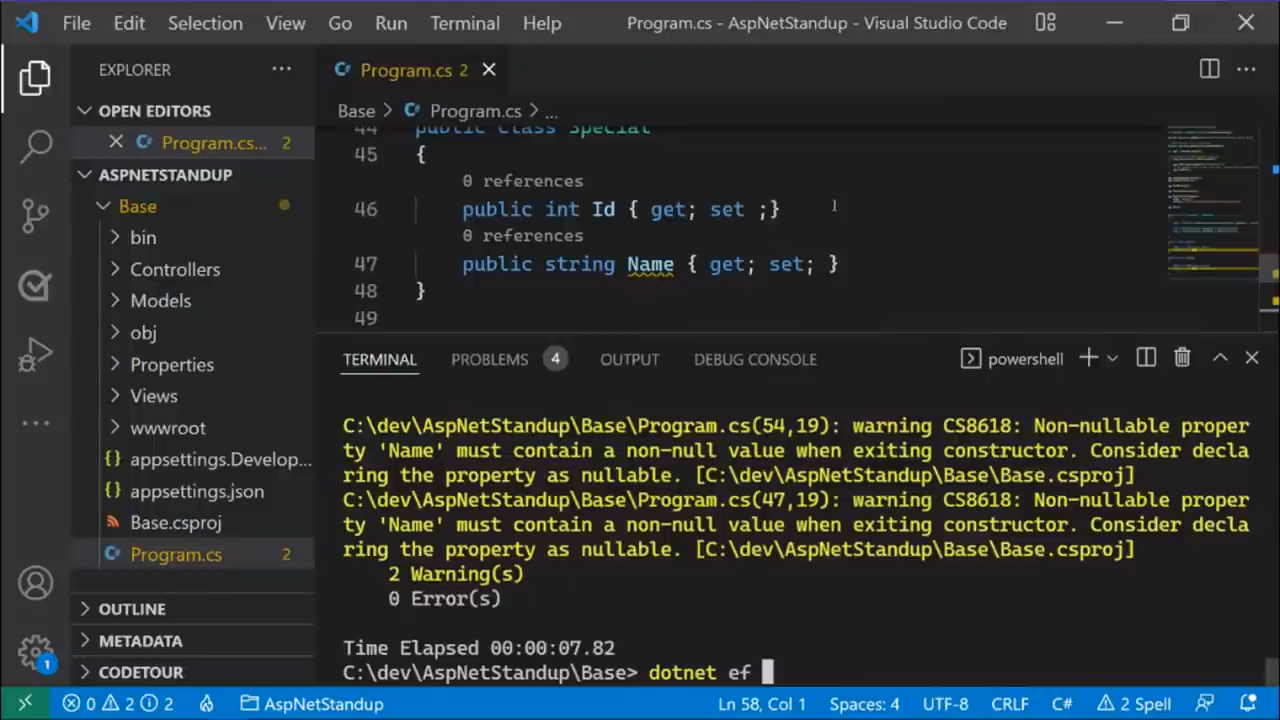 File Edit Selection View Go Run Terminal Help Program.cs - AspNetStandup - Visual Studio Code
EXPLORER
OPEN EDITORS
Program.cs... 2
ASPNETSTANDUP
Base
bin
Controllers
Models
obj
Properties
Views
wwwroot
appsettings.Develop...
appsettings.json
Base.csproj
Program.cs 2
OUTLINE
METADATA
CODETOUR
1
Program.cs 2
Base > Program.cs > ...
44 public class Special
45 {
0 references
46 public int Id { get; set ;}
0 references
47 public string Name { get; set; }
48 }
49
TERMINAL PROBLEMS 4 OUTPUT DEBUG CONSOLE powershell
C:\dev\AspNetStandup\Base\Program.cs(54,19): warning CS8618: Non-nullable proper
ty 'Name' must contain a non-null value when exiting constructor. Consider decla
ring the property as nullable. [C:\dev\AspNetStandup\Base\Base.csproj]
C:\dev\AspNetStandup\Base\Program.cs(47,19): warning CS8618: Non-nullable proper
ty 'Name' must contain a non-null value when exiting constructor. Consider decla
ring the property as nullable. [C:\dev\AspNetStandup\Base\Base.csproj]
2 Warning(s)
0 Error(s)
Time Elapsed 00:00:07.82
C:\dev\AspNetStandup\Base> dotnet ef
0 2 2 AspNetStandup Ln 58, Col 1 Spaces: 4 UTF-8 CRLF C# 2 Spell